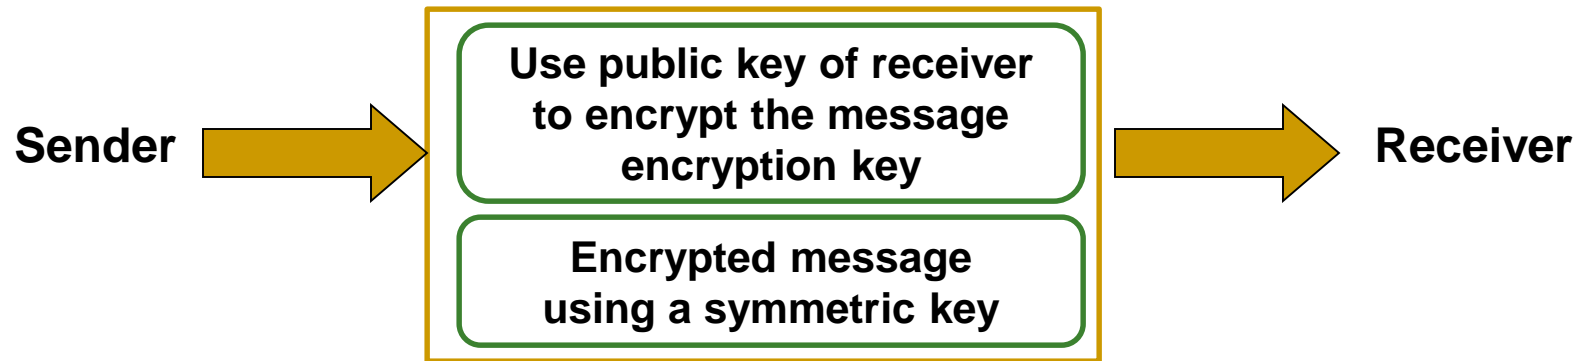 Sender
Use public key of receiver
to encrypt the message
encryption key
Encrypted message
using a symmetric key
Receiver